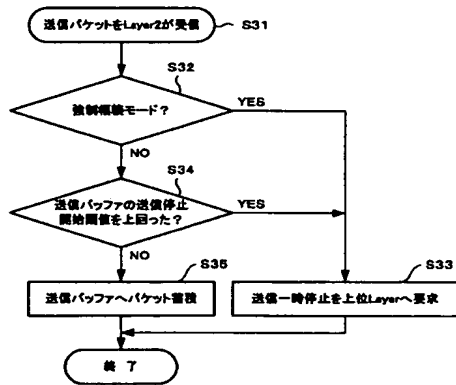 送信パケットをLayer2が受信
S31
S32
強制輻輳モード?
YES
NO
S34
送信バッファの送信停止
開始閾値を上回った?
YES
NO
S35
送信バッファへパケット蓄積
S33
送信一時停止を上位Layerへ要求
終 了